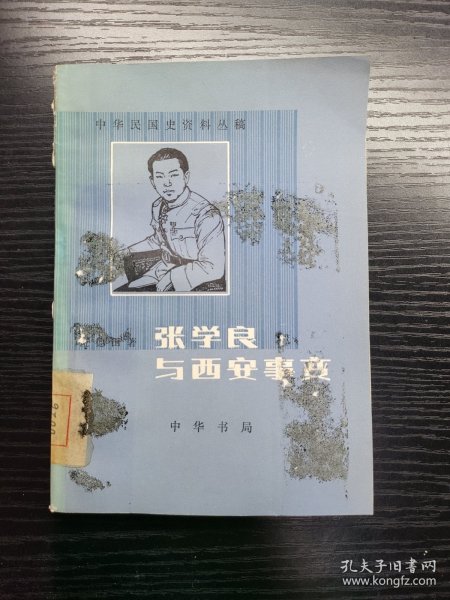 中华民国史资料丛稿
张学良
与西安事变
中华书局
9600
孔夫子旧书网
www.kongfz.com